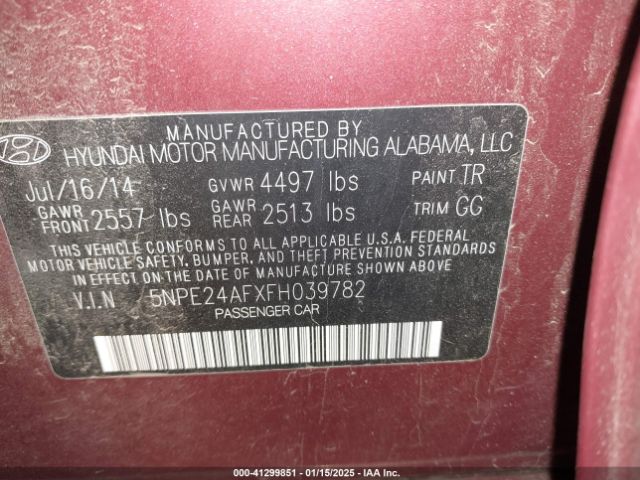 MANUFACTURED BY
HYUNDAI MOTOR MANUFACTURING ALABAMA, LLC
Jul/16/14 GVWR 4497 lbs PAINT TR
GAWR FRONT 2557 lbs GAWR REAR 2513 lbs TRIM GG
THIS VEHICLE CONFORMS TO ALL APPLICABLE U.S.A. FEDERAL
MOTOR VEHICLE SAFETY, BUMPER, AND THEFT PREVENTION STANDARDS
IN EFFECT ON THE DATE OF MANUFACTURE SHOWN ABOVE
V.I.N 5NPE24AFXFH039782
PASSENGER CAR
000-41299851 | 01/15/2025 | IAA Inc.